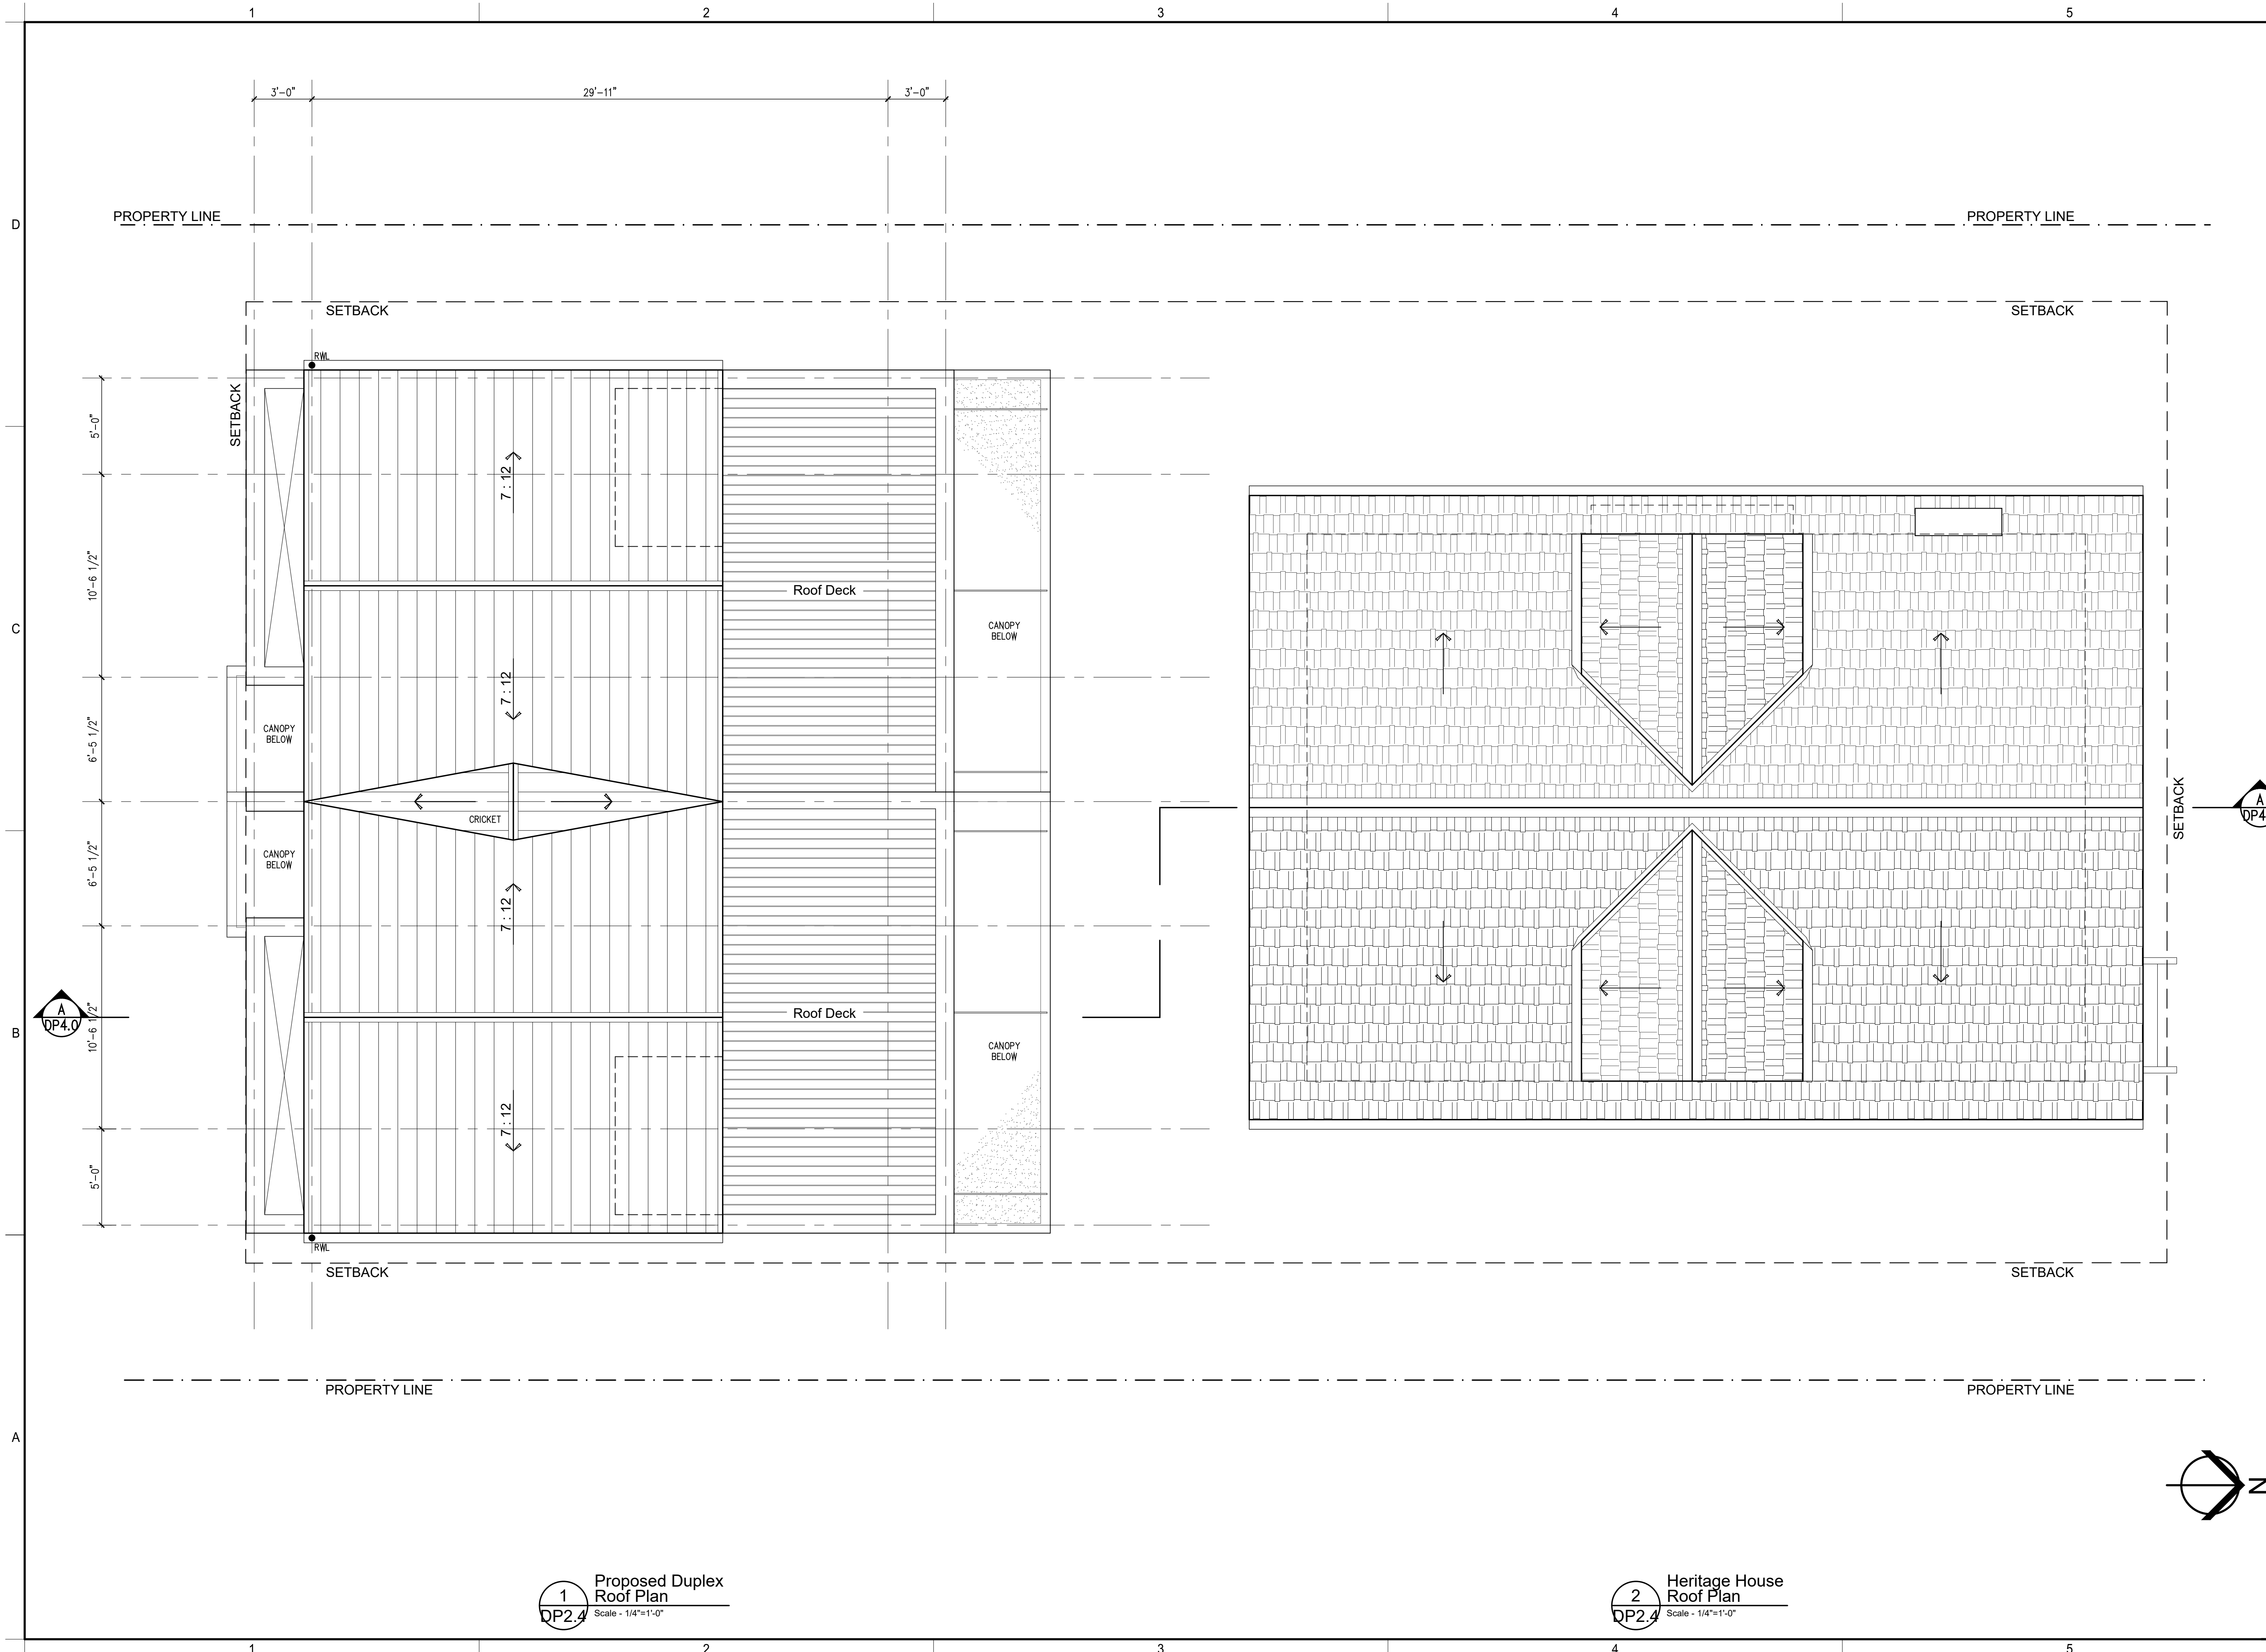 1
2
3
4
5
3'-0"
29'-11"
3'-0"
PROPERTY LINE
PROPERTY LINE
D
SETBACK
SETBACK
RWL
SETBACK
5'-0"
7 : 12
10'-6 1/2"
Roof Deck
CANOPY
BELOW
C
7 : 12
6'-5 1/2"
CANOPY
BELOW
CRICKET
SETBACK
A
DP4
6'-5 1/2"
CANOPY
BELOW
7 : 12
A
DP4.0
10'-6 1/2"
Roof Deck
CANOPY
BELOW
B
7 : 12
5'-0"
RWL
SETBACK
SETBACK
PROPERTY LINE
PROPERTY LINE
A
N
1
DP2.4
Proposed Duplex
Roof Plan
Scale - 1/4"=1'-0"
2
DP2.4
Heritage House
Roof Plan
Scale - 1/4"=1'-0"
1
2
3
4
5